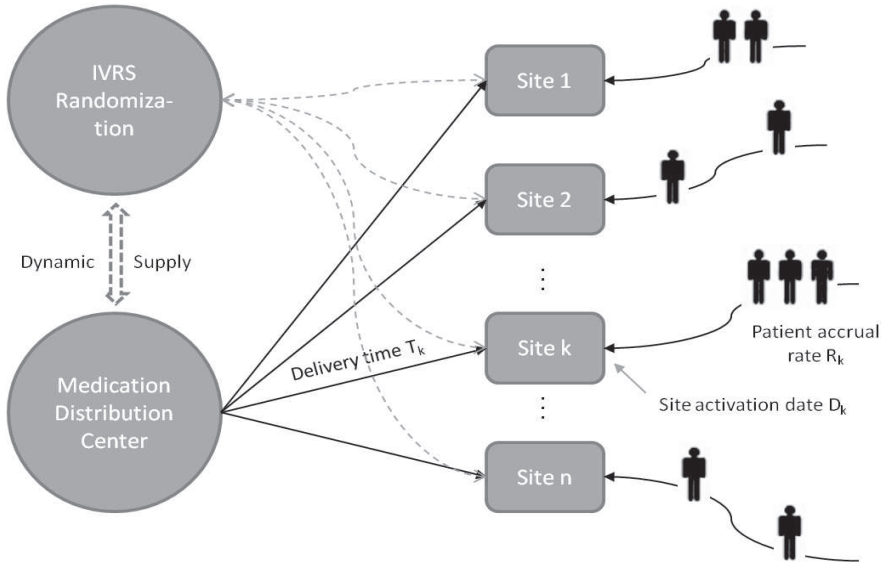 IVRS
Randomiza-
tion
Site 1
Site 2
Dynamic
Supply
⋮
Site k
Patient accrual
rate Rₖ
Delivery time Tₖ
Medication
Distribution
Center
Site activation date Dₖ
⋮
Site n